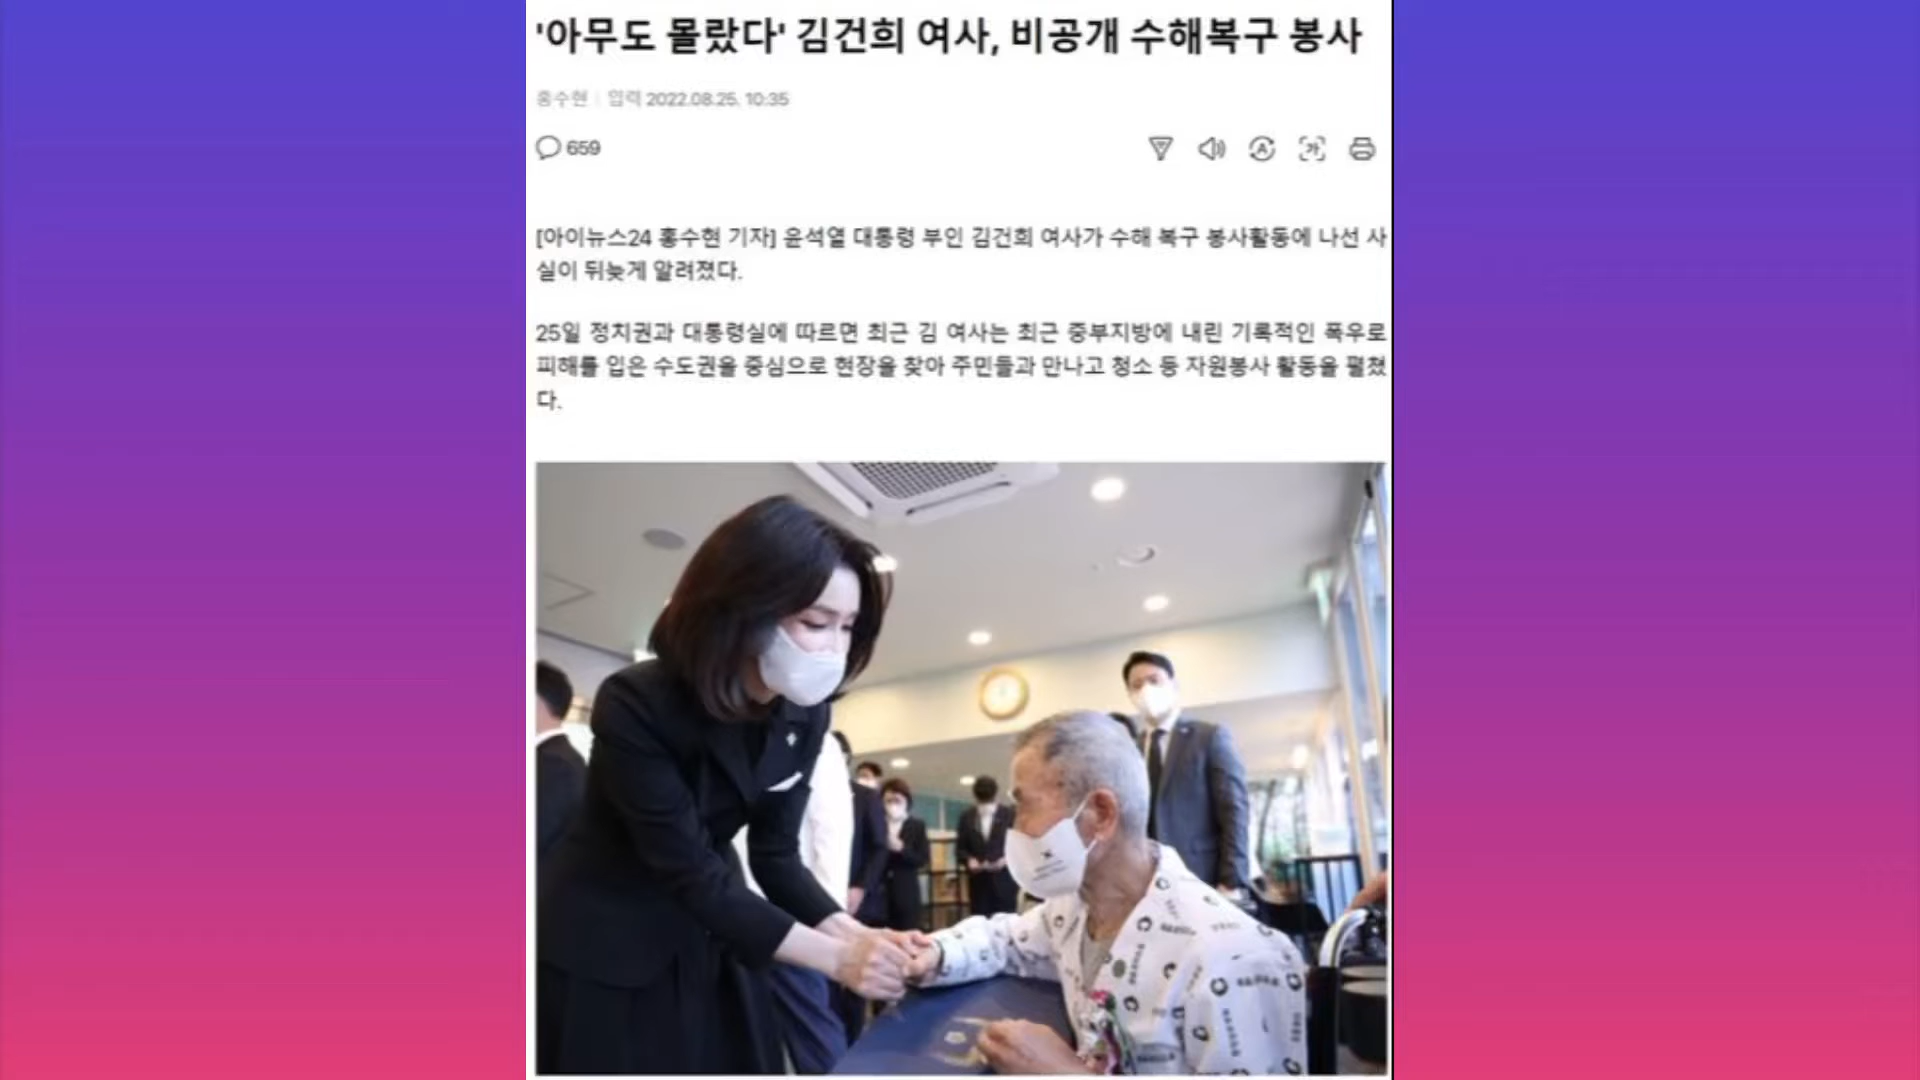 '아무도 몰랐다' 김건희 여사, 비공개 수해복구 봉사
홍수현 | 입력 2022.08.25. 10:35
659
[아이뉴스24 홍수현 기자] 윤석열 대통령 부인 김건희 여사가 수해 복구 봉사활동에 나선 사
실이 뒤늦게 알려졌다.
25일 정치권과 대통령실에 따르면 최근 김 여사는 최근 중부지방에 내린 기록적인 폭우로
피해를 입은 수도권을 중심으로 현장을 찾아 주민들과 만나고 청소 등 자원봉사 활동을 펼쳤
다.